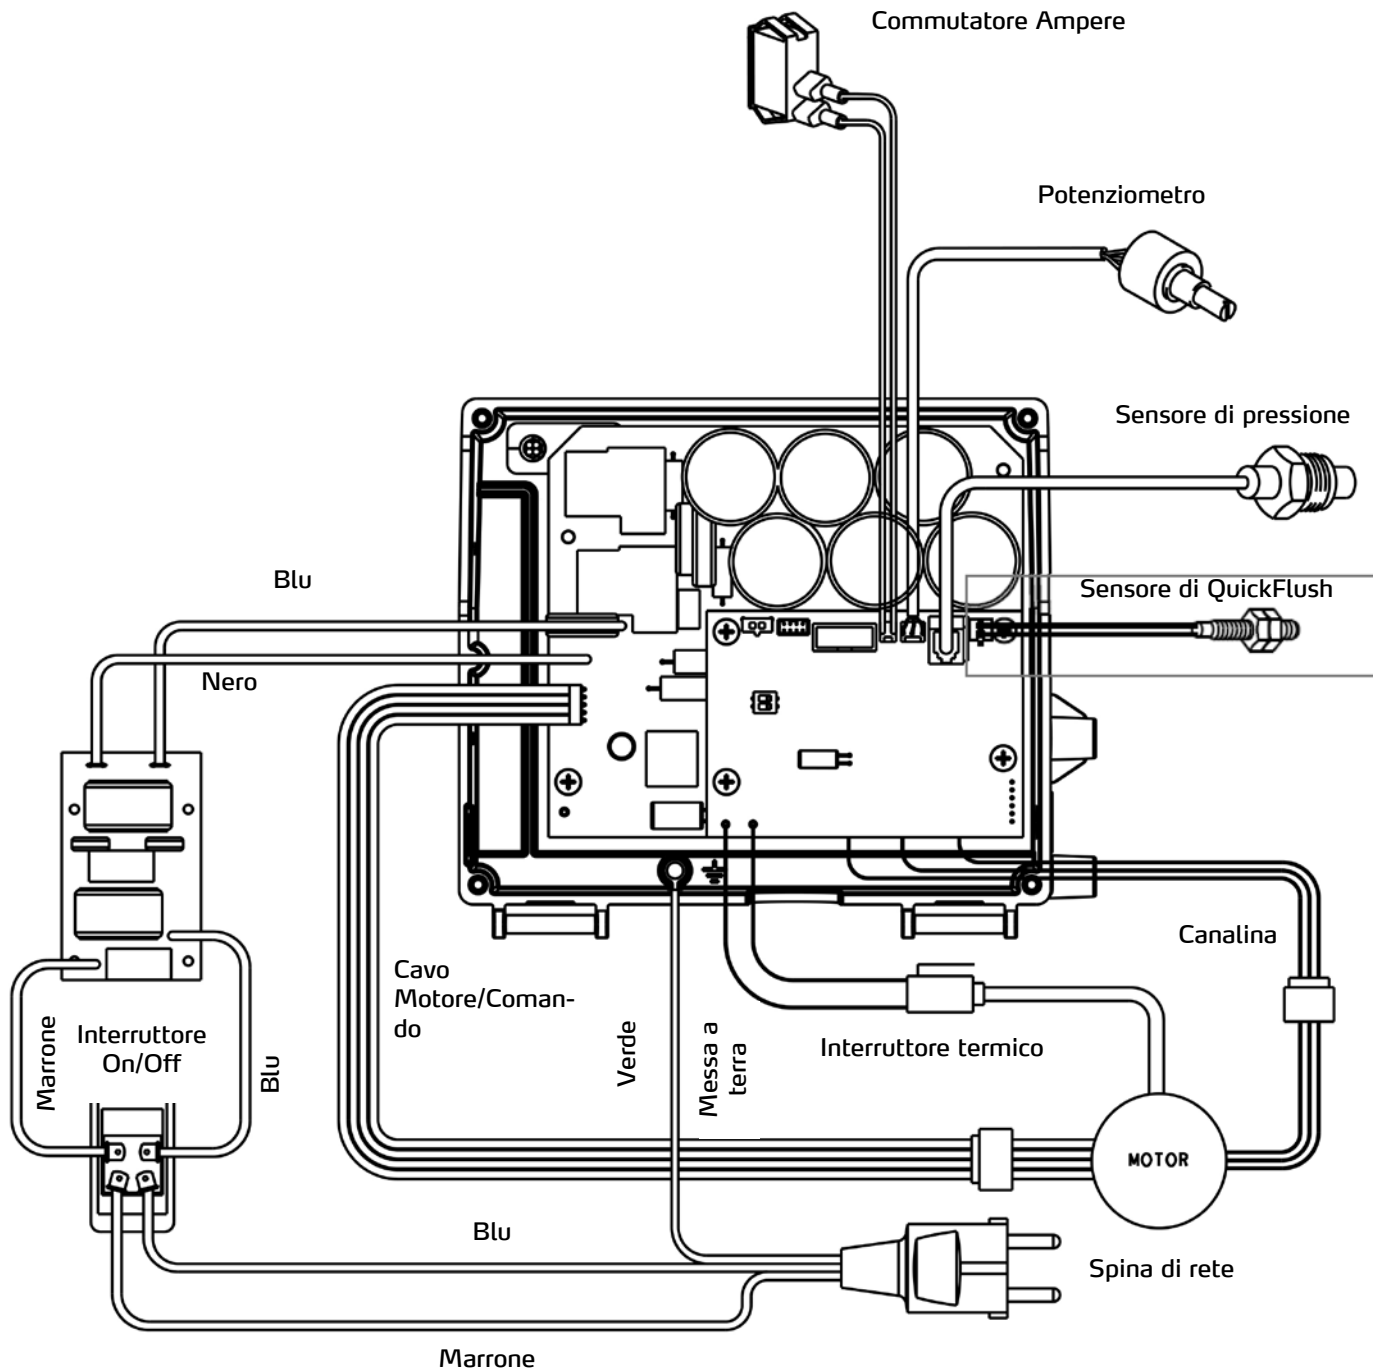 Commutatore Ampere
Potenziometro
Sensore di pressione
Blu
Sensore di QuickFlush
Nero
Canalina
Cavo
Motore/Coman-
do
Interruttore
On/Off
Marrone
Blu
Verde
Messa a
terra
Interruttore termico
MOTOR
Blu
Spina di rete
Marrone